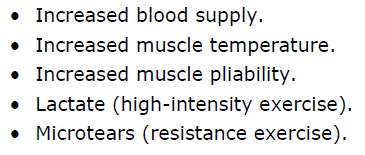 • Increased blood supply.
• Increased muscle temperature.
• Increased muscle pliability.
• Lactate (high-intensity exercise).
• Microtears (resistance exercise).